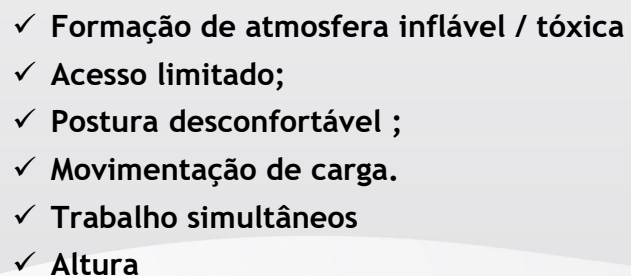 ✓ Formação de atmosfera inflável / tóxica
✓ Acesso limitado;
✓ Postura desconfortável ;
✓ Movimentação de carga.
✓ Trabalho simultâneos
✓ Altura